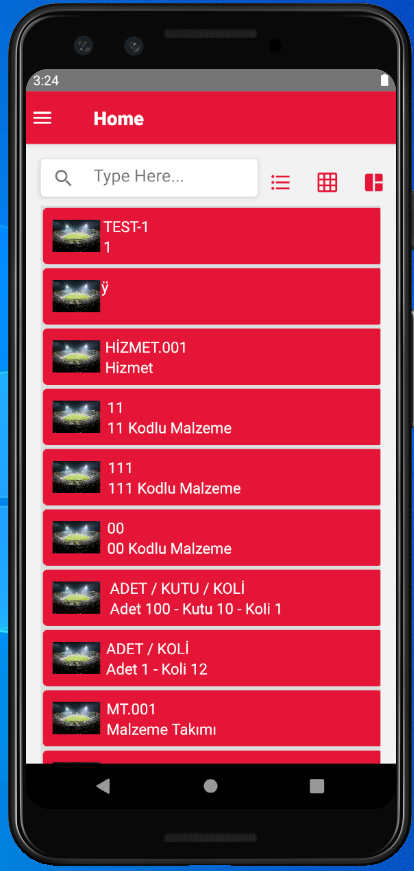 3:24
Home
Type Here...
TEST-1
1
ÿ
HİZMET.001
Hizmet
11
11 Kodlu Malzeme
111
111 Kodlu Malzeme
00
00 Kodlu Malzeme
ADET / KUTU / KOLİ
Adet 100 - Kutu 10 - Koli 1
ADET / KOLİ
Adet 1 - Koli 12
MT.001
Malzeme Takımı